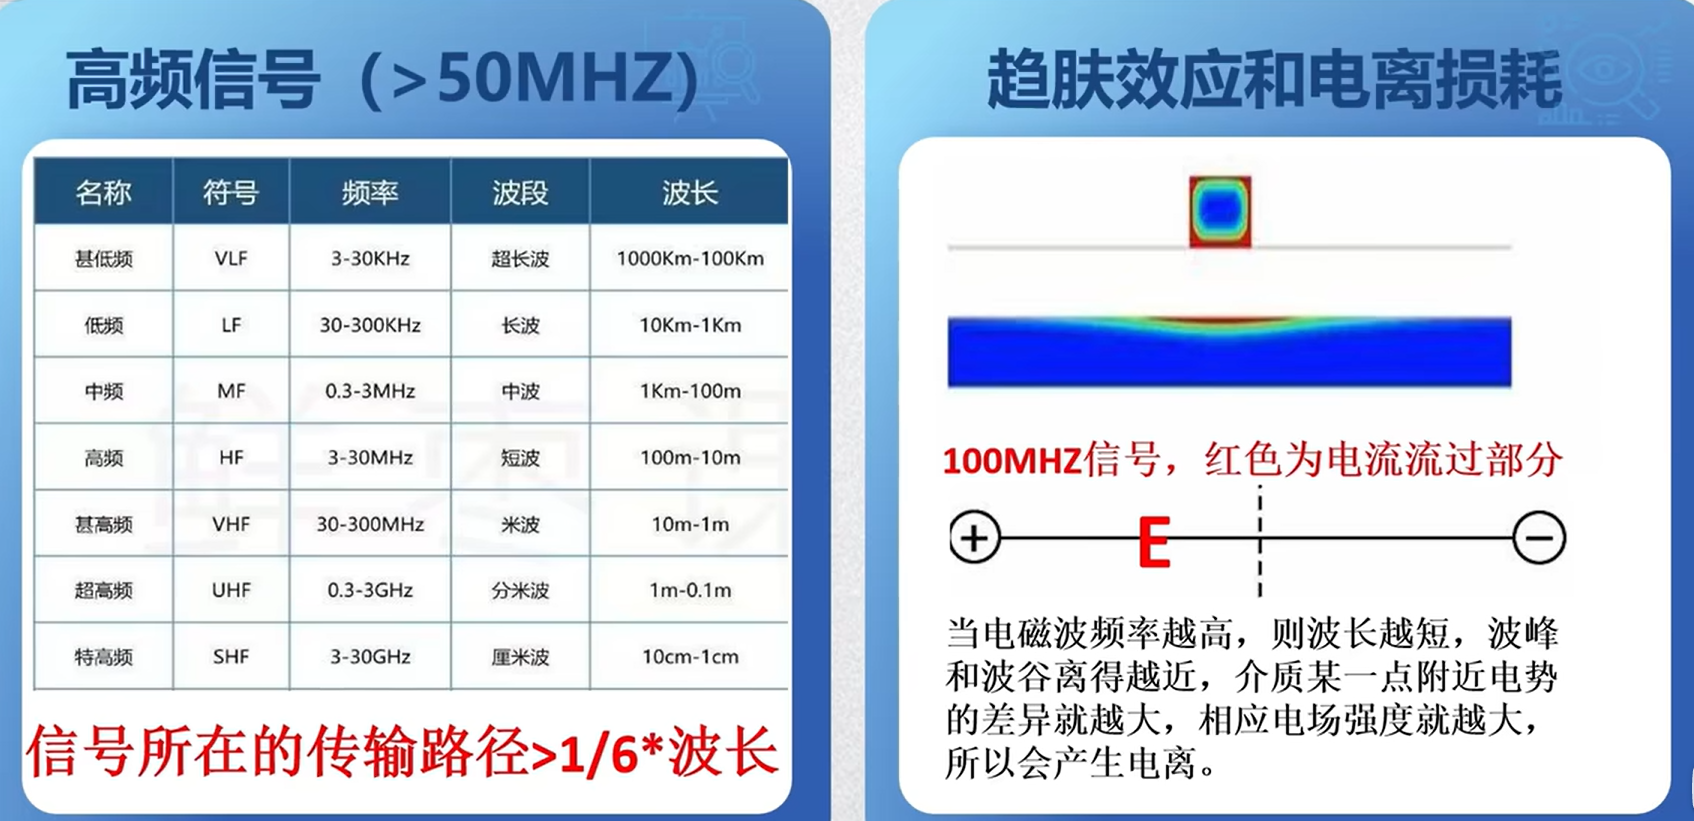 高频信号（>50MHZ）
名称 符号 频率 波段 波长
甚低频 VLF 3-30KHz 超长波 1000Km-100Km
低频 LF 30-300KHz 长波 10Km-1Km
中频 MF 0.3-3MHz 中波 1Km-100m
高频 HF 3-30MHz 短波 100m-10m
甚高频 VHF 30-300MHz 米波 10m-1m
超高频 UHF 0.3-3GHz 分米波 1m-0.1m
特高频 SHF 3-30GHz 厘米波 10cm-1cm
信号所在的传输路径>1/6*波长
趋肤效应和电离损耗
100MHZ信号，红色为电流流过部分
+ E −
当电磁波频率越高，则波长越短，波峰
和波谷离得越近，介质某一点附近电势
的差异就越大，相应电场强度就越大，
所以会产生电离。